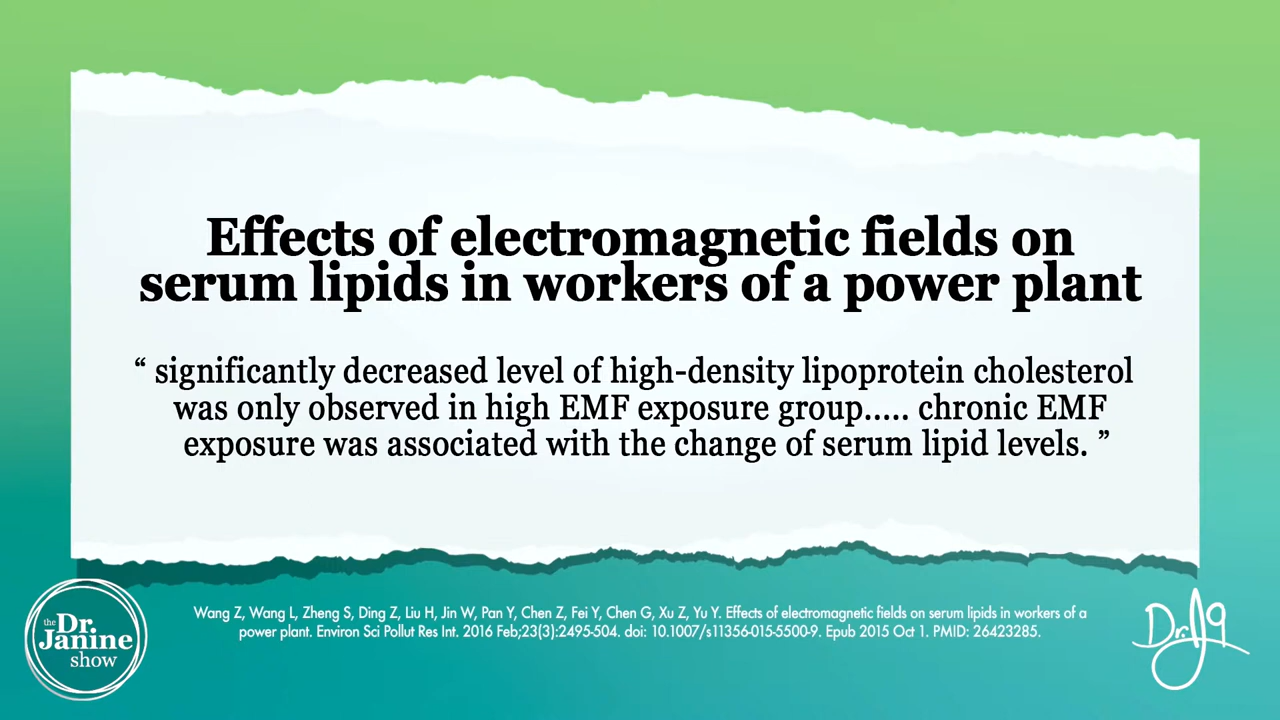 Effects of electromagnetic fields on
serum lipids in workers of a power plant
“ significantly decreased level of high-density lipoprotein cholesterol
was only observed in high EMF exposure group..... chronic EMF
exposure was associated with the change of serum lipid levels. ”
Wang Z, Wang L, Zheng S, Ding Z, Liu H, Jin W, Pan Y, Chen Z, Fei Y, Chen G, Xu Z, Yu Y. Effects of electromagnetic fields on serum lipids in workers of a
power plant. Environ Sci Pollut Res Int. 2016 Feb;23(3):2495-504. doi: 10.1007/s11356-015-5500-9. Epub 2015 Oct 1. PMID: 26423285.
the Dr.
Janine
show
Dr. J9